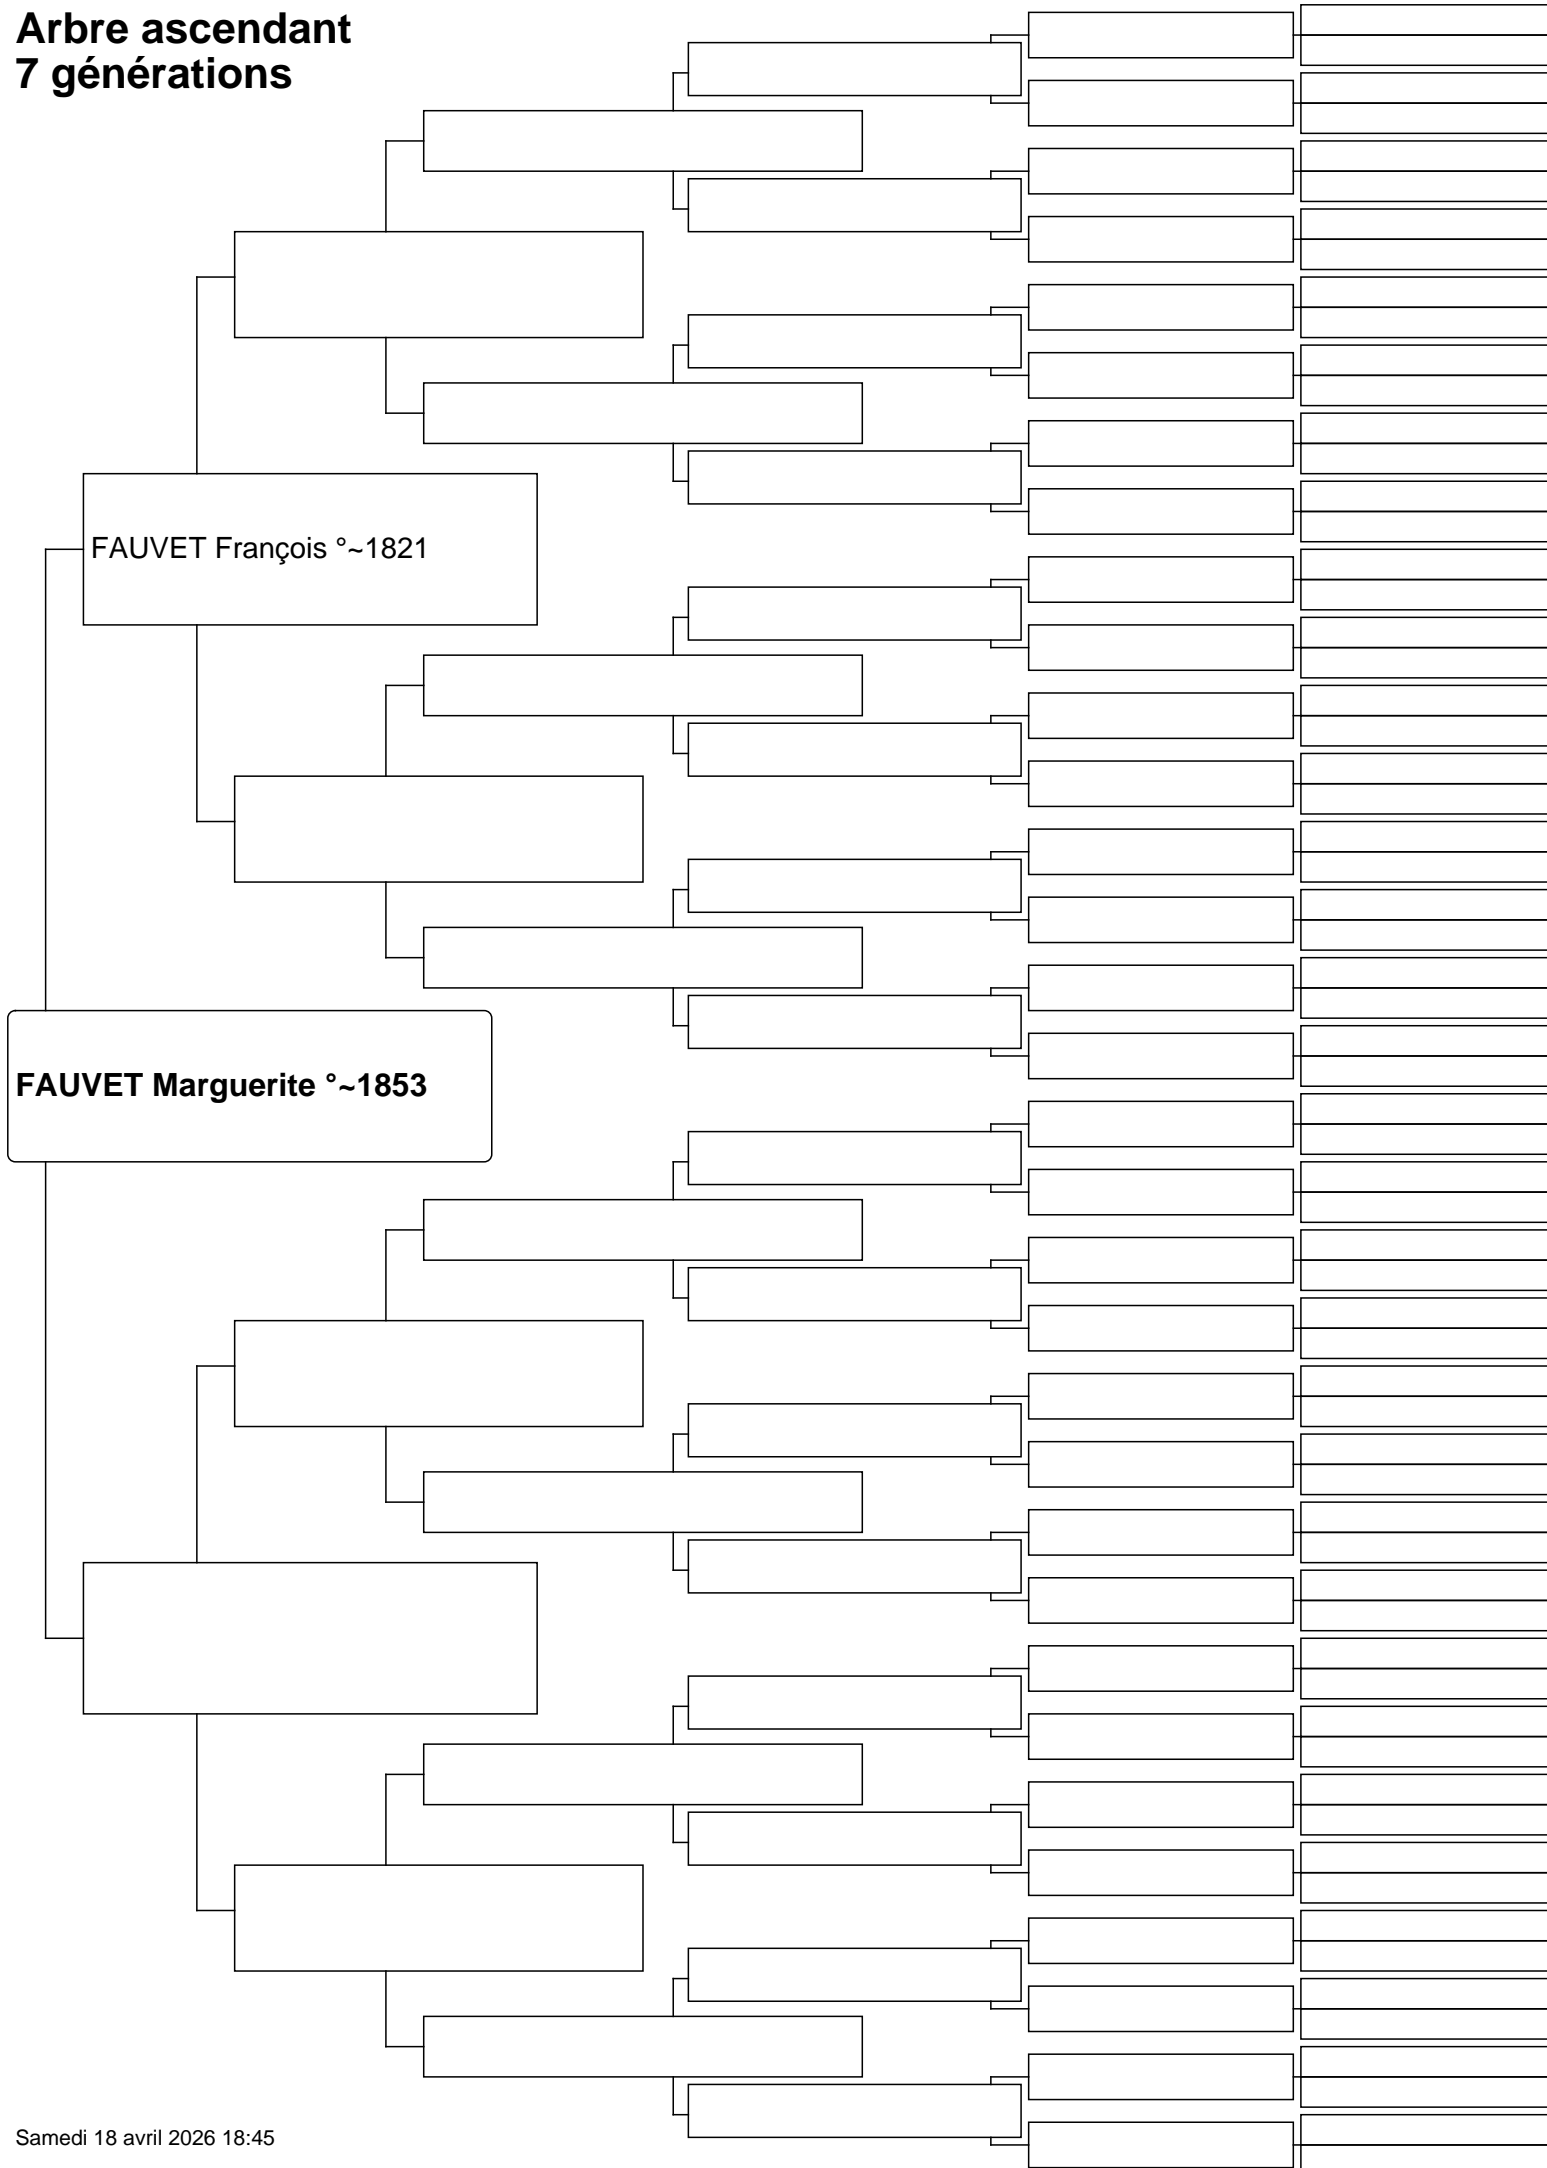 Arbre ascendant
7 générations
FAUVET François °~1821
FAUVET Marguerite °~1853
Samedi 18 avril 2026 18:45